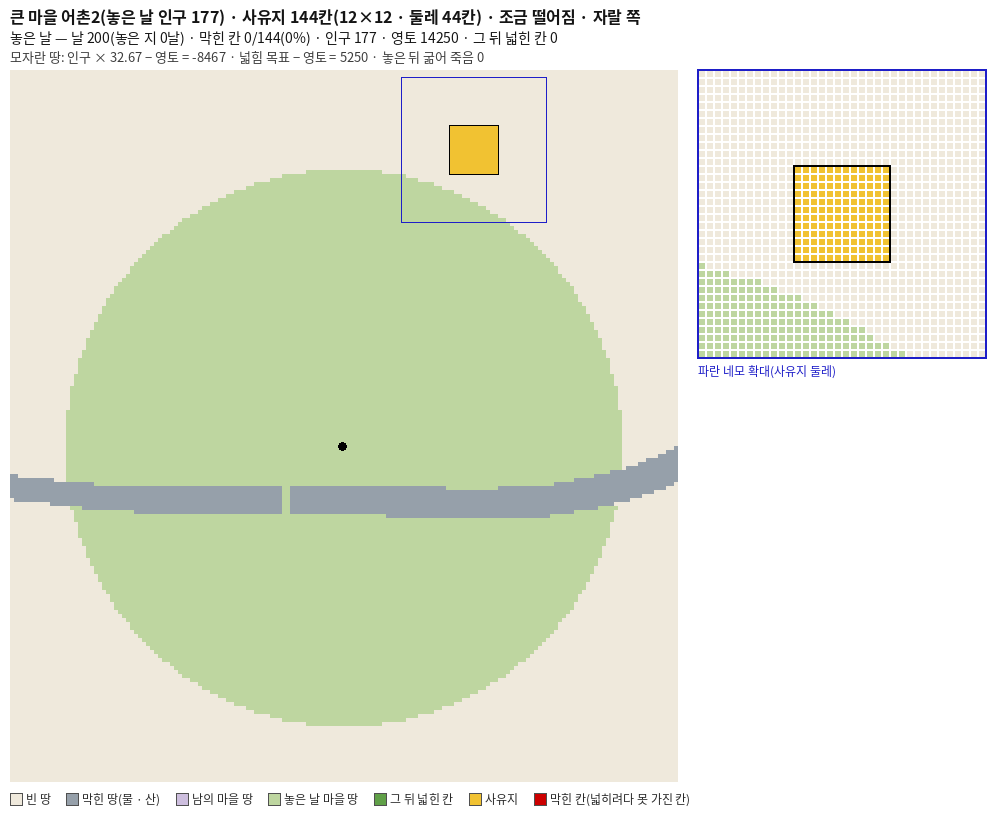 큰 마을 어촌2(놓은 날 인구 177) · 사유지 144칸(12×12 · 둘레 44칸) · 조금 떨어짐 · 자랄 쪽
놓은 날 — 날 200(놓은 지 0날) · 막힌 칸 0/144(0%) · 인구 177 · 영토 14250 · 그 뒤 넓힌 칸 0
모자란 땅: 인구 × 32.67 − 영토 = -8467 · 넓힘 목표 − 영토 = 5250 · 놓은 뒤 굶어 죽음 0
파란 네모 확대(사유지 둘레)
빈 땅 막힌 땅(물 · 산) 남의 마을 땅 놓은 날 마을 땅 그 뒤 넓힌 칸 사유지 막힌 칸(넓히려다 못 가진 칸)